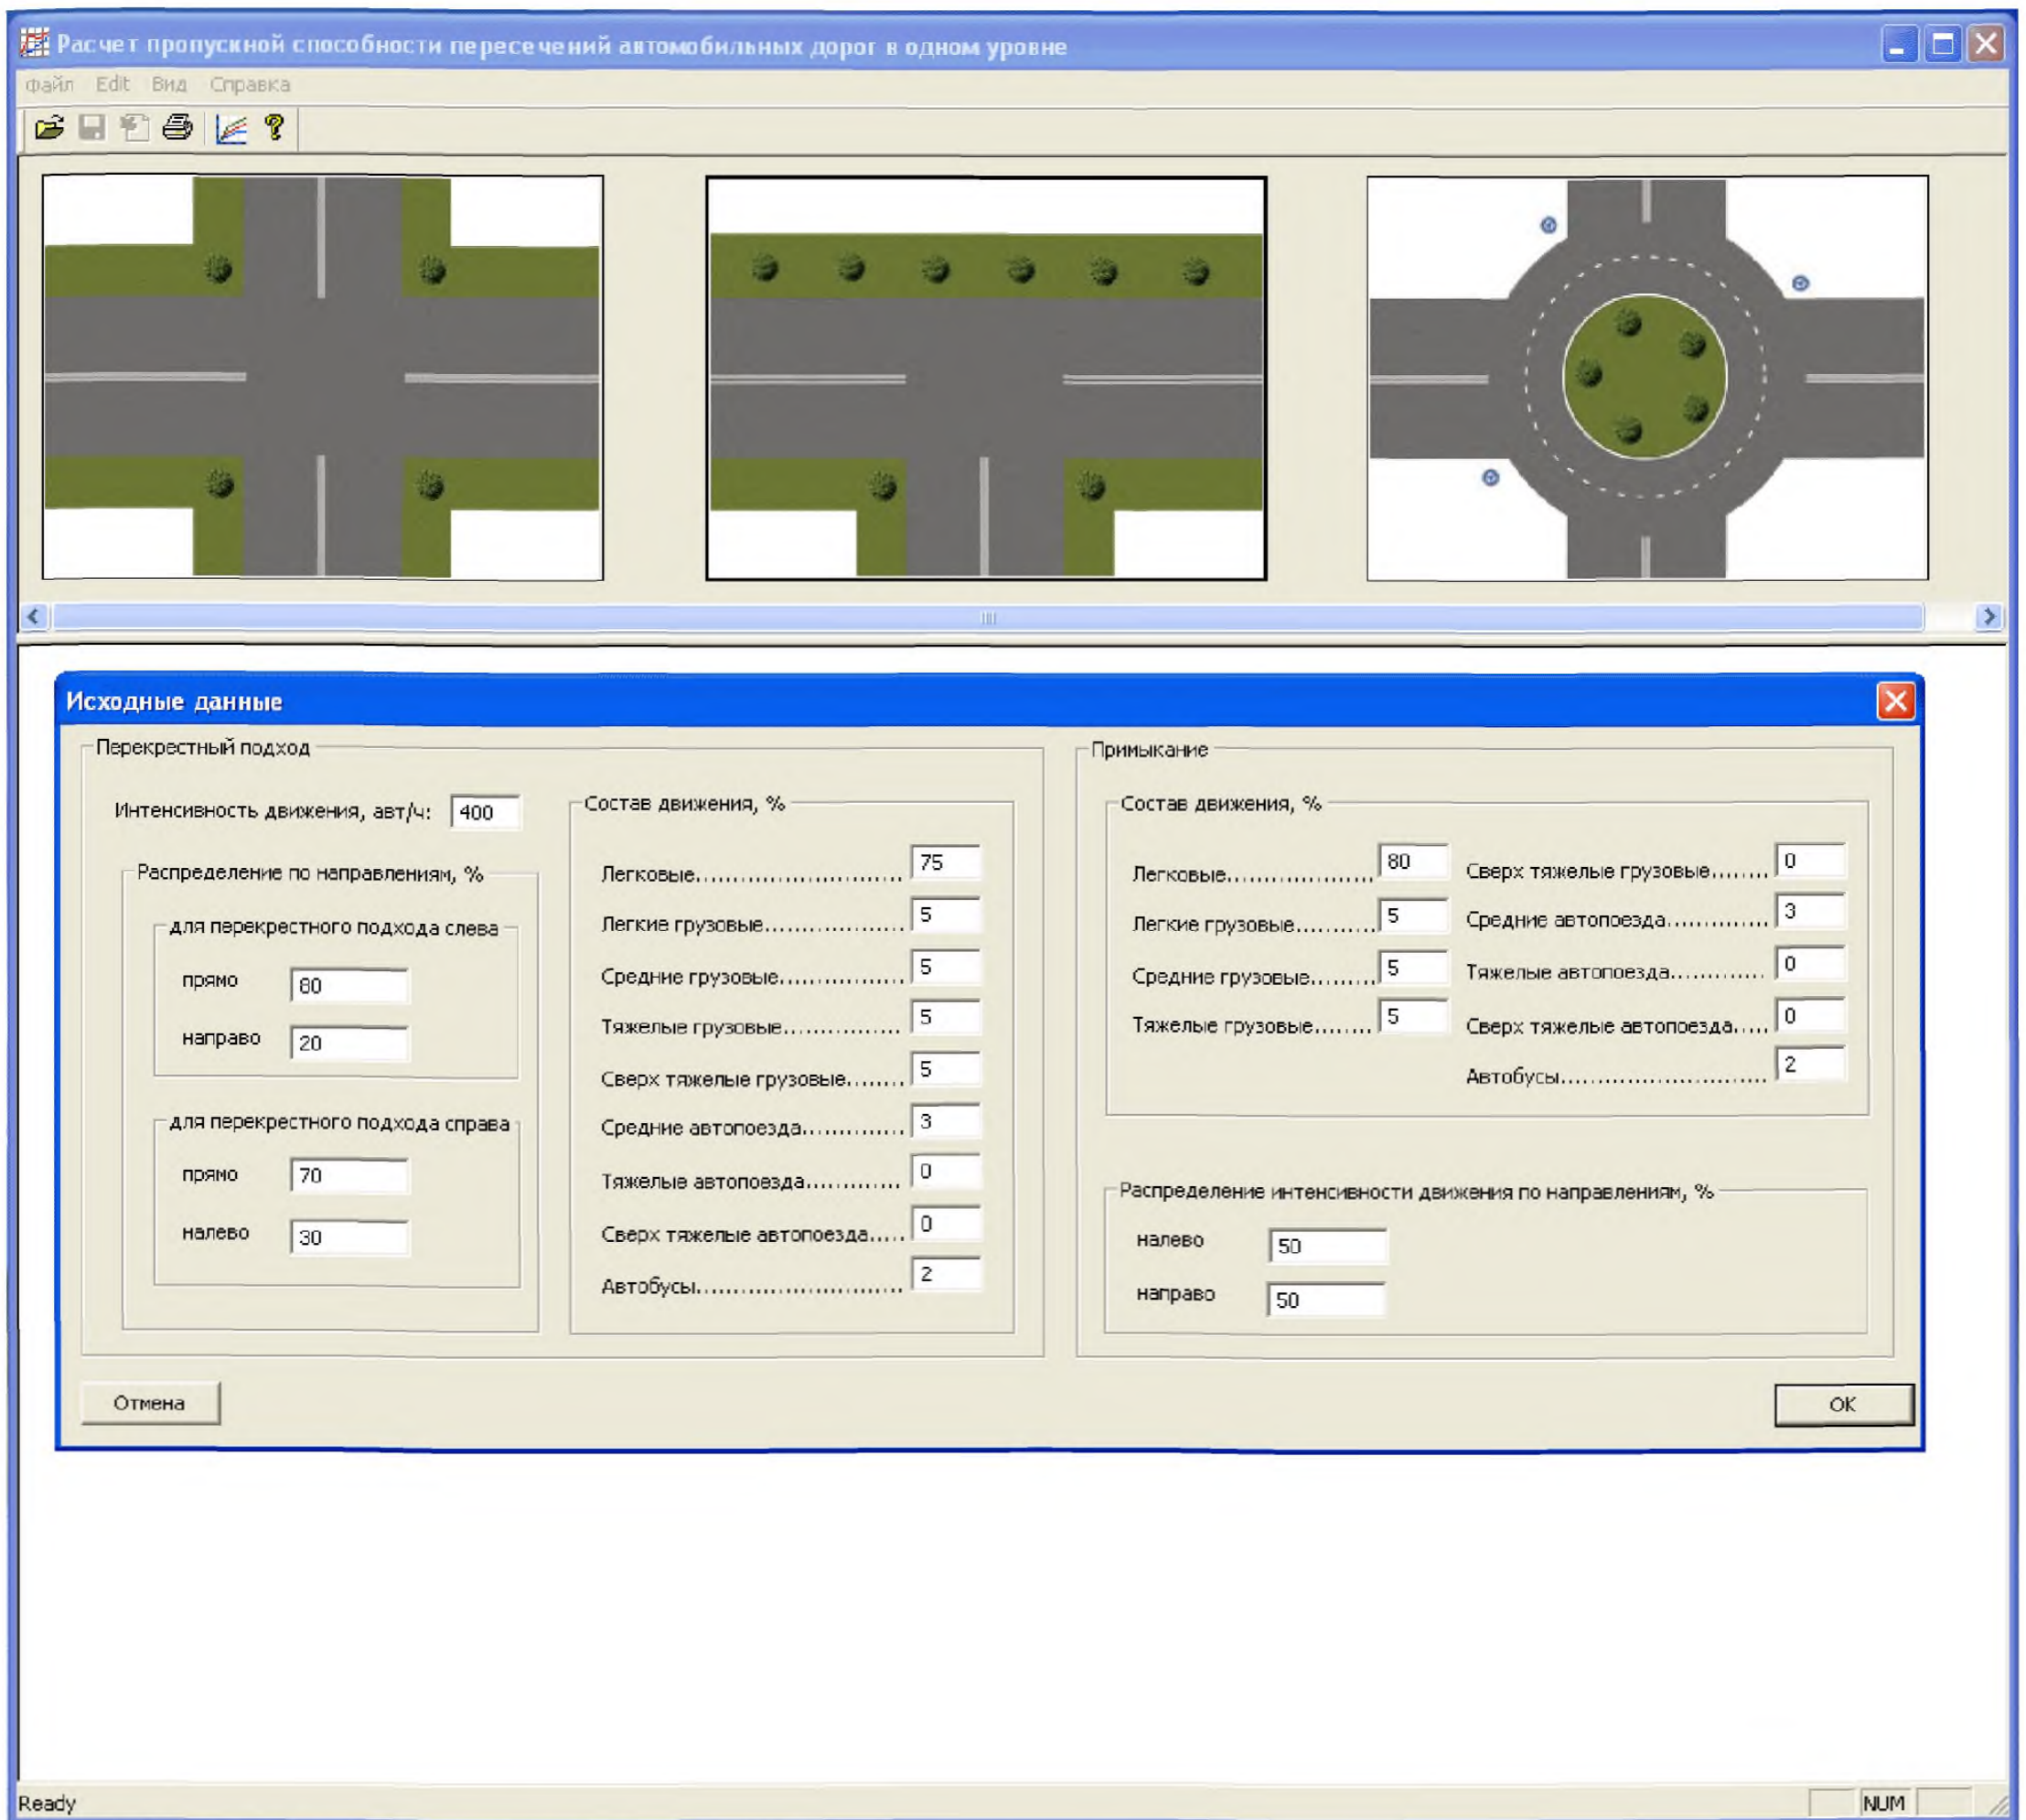 Расчет пропускной способности пересечений автомобильных дорог в одном уровне
Файл Edit Вид Справка
Исходные данные
Перекрестный подход
Интенсивность движения, авт/ч: 400
Распределение по направлениям, %
для перекрестного подхода слева
прямо 80
направо 20
для перекрестного подхода справа
прямо 70
налево 30
Состав движения, %
Легковые............................ 75
Легкие грузовые................... 5
Средние грузовые................. 5
Тяжелые грузовые................ 5
Сверх тяжелые грузовые........ 5
Средние автопоезда.............. 3
Тяжелые автопоезда............. 0
Сверх тяжелые автопоезда..... 0
Автобусы............................ 2
Примыкание
Состав движения, %
Легковые.................... 80
Легкие грузовые........... 5
Средние грузовые......... 5
Тяжелые грузовые........ 5
Сверх тяжелые грузовые........ 0
Средние автопоезда.............. 3
Тяжелые автопоезда............. 0
Сверх тяжелые автопоезда..... 0
Автобусы............................ 2
Распределение интенсивности движения по направлениям, %
налево 50
направо 50
Отмена
OK
Ready
NUM